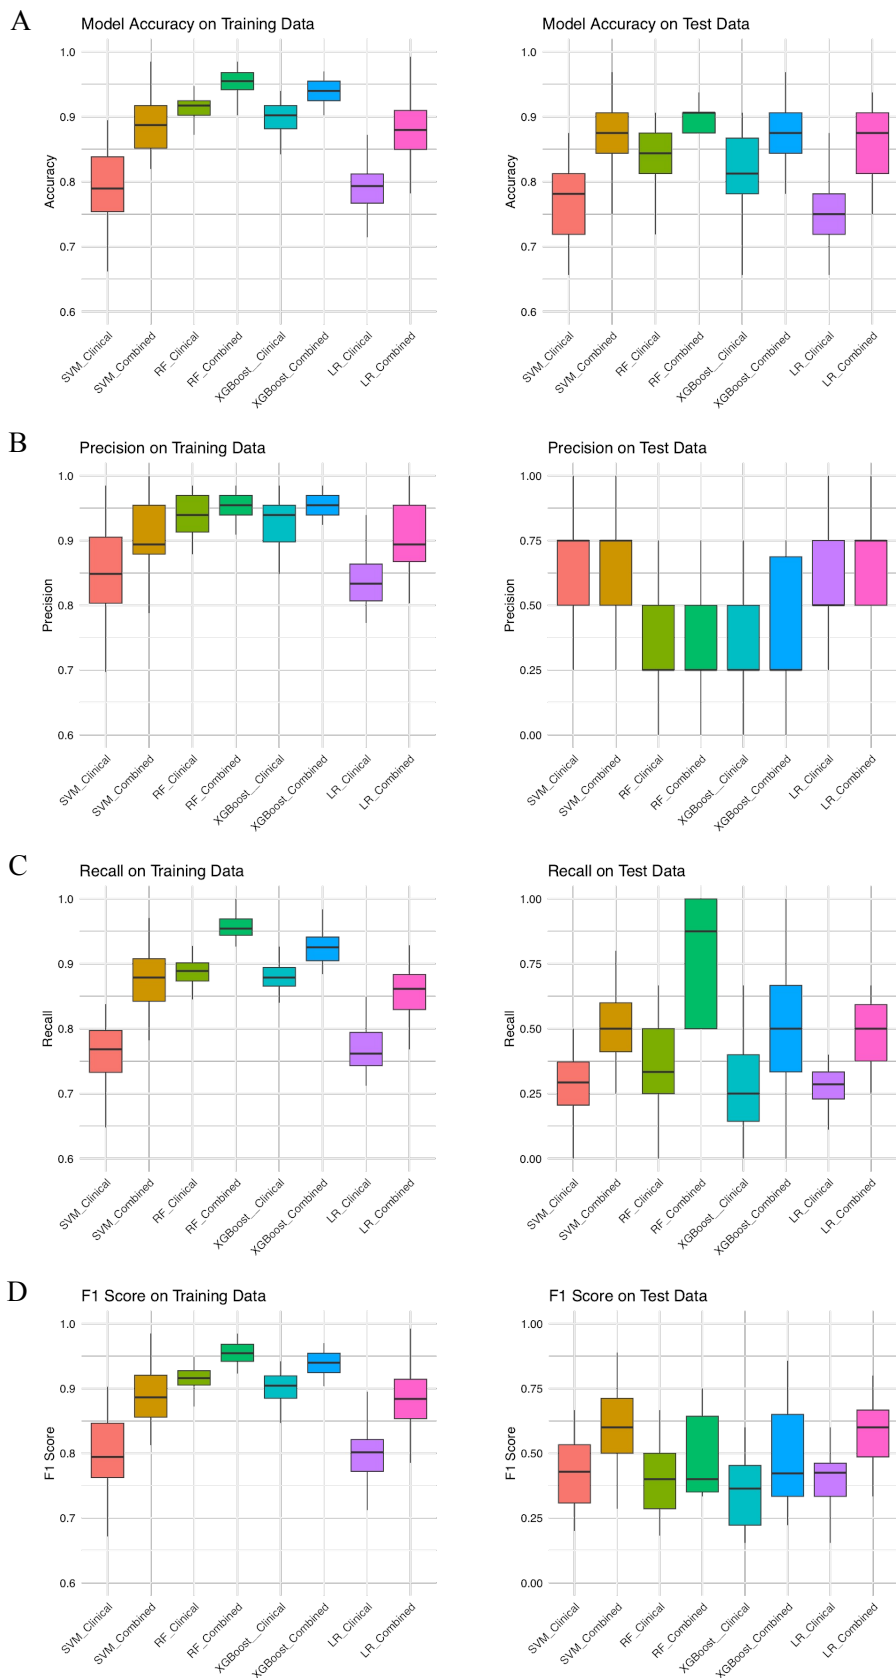 A
Model Accuracy on Training Data
1.0
0.9
0.8
0.7
0.6
Accuracy
SVM_Clinical
SVM_Combined
RF_Clinical
RF_Combined
XGBoost__Clinical
XGBoost_Combined
LR_Clinical
LR_Combined
Model Accuracy on Test Data
1.0
0.9
0.8
0.7
0.6
Accuracy
SVM_Clinical
SVM_Combined
RF_Clinical
RF_Combined
XGBoost__Clinical
XGBoost_Combined
LR_Clinical
LR_Combined
B
Precision on Training Data
1.0
0.9
0.8
0.7
0.6
Precision
SVM_Clinical
SVM_Combined
RF_Clinical
RF_Combined
XGBoost__Clinical
XGBoost_Combined
LR_Clinical
LR_Combined
Precision on Test Data
1.00
0.75
0.50
0.25
0.00
Precision
SVM_Clinical
SVM_Combined
RF_Clinical
RF_Combined
XGBoost__Clinical
XGBoost_Combined
LR_Clinical
LR_Combined
C
Recall on Training Data
1.0
0.9
0.8
0.7
0.6
Recall
SVM_Clinical
SVM_Combined
RF_Clinical
RF_Combined
XGBoost__Clinical
XGBoost_Combined
LR_Clinical
LR_Combined
Recall on Test Data
1.00
0.75
0.50
0.25
0.00
Recall
SVM_Clinical
SVM_Combined
RF_Clinical
RF_Combined
XGBoost__Clinical
XGBoost_Combined
LR_Clinical
LR_Combined
D
F1 Score on Training Data
1.0
0.9
0.8
0.7
0.6
F1 Score
SVM_Clinical
SVM_Combined
RF_Clinical
RF_Combined
XGBoost__Clinical
XGBoost_Combined
LR_Clinical
LR_Combined
F1 Score on Test Data
1.00
0.75
0.50
0.25
0.00
F1 Score
SVM_Clinical
SVM_Combined
RF_Clinical
RF_Combined
XGBoost__Clinical
XGBoost_Combined
LR_Clinical
LR_Combined